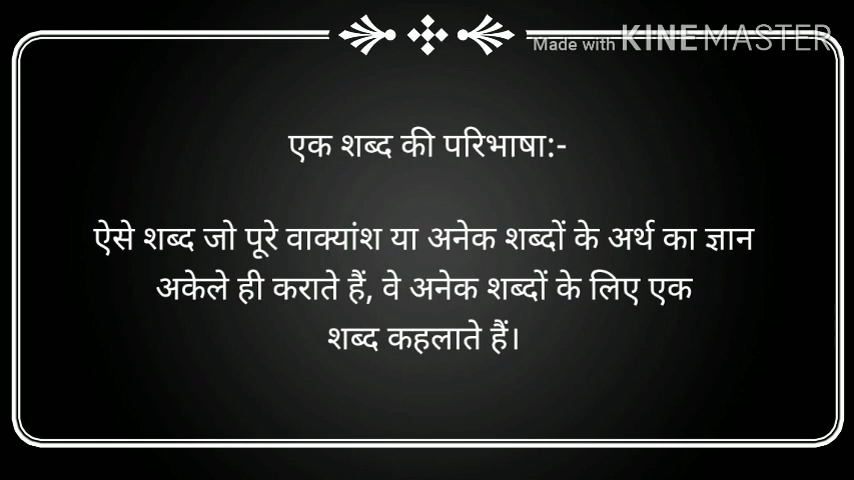 Made with KINEMASTER
एक शब्द की परिभाषा:-
ऐसे शब्द जो पूरे वाक्यांश या अनेक शब्दों के अर्थ का ज्ञान
अकेले ही कराते हैं, वे अनेक शब्दों के लिए एक
शब्द कहलाते हैं।